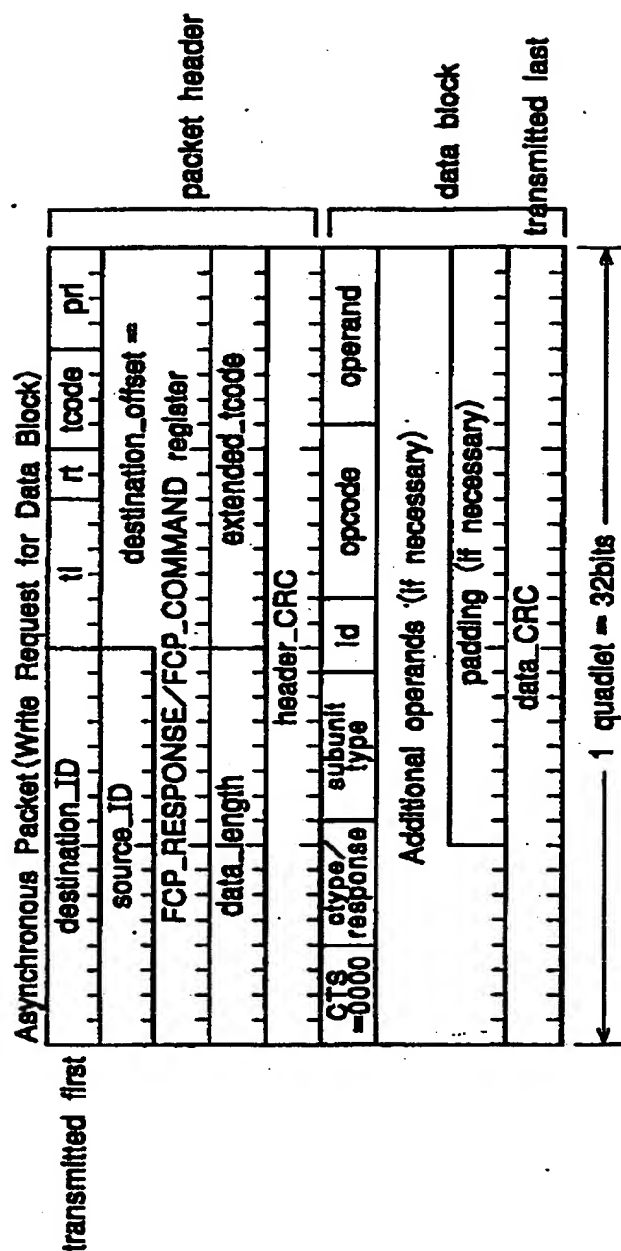 Asynchronous Packet (Write Request for Data Block)
transmitted first
destination_ID tl rt tcode pri
source_ID destination_offset =
FCP_RESPONSE/FCP_COMMAND register
data_length extended_tcode
header_CRC
packet header
CTS
=0000
ctype/
response
subunit
type
id opcode operand
Additional operands (if necessary)
padding (if necessary)
data_CRC
data block
transmitted last
1 quadlet = 32bits